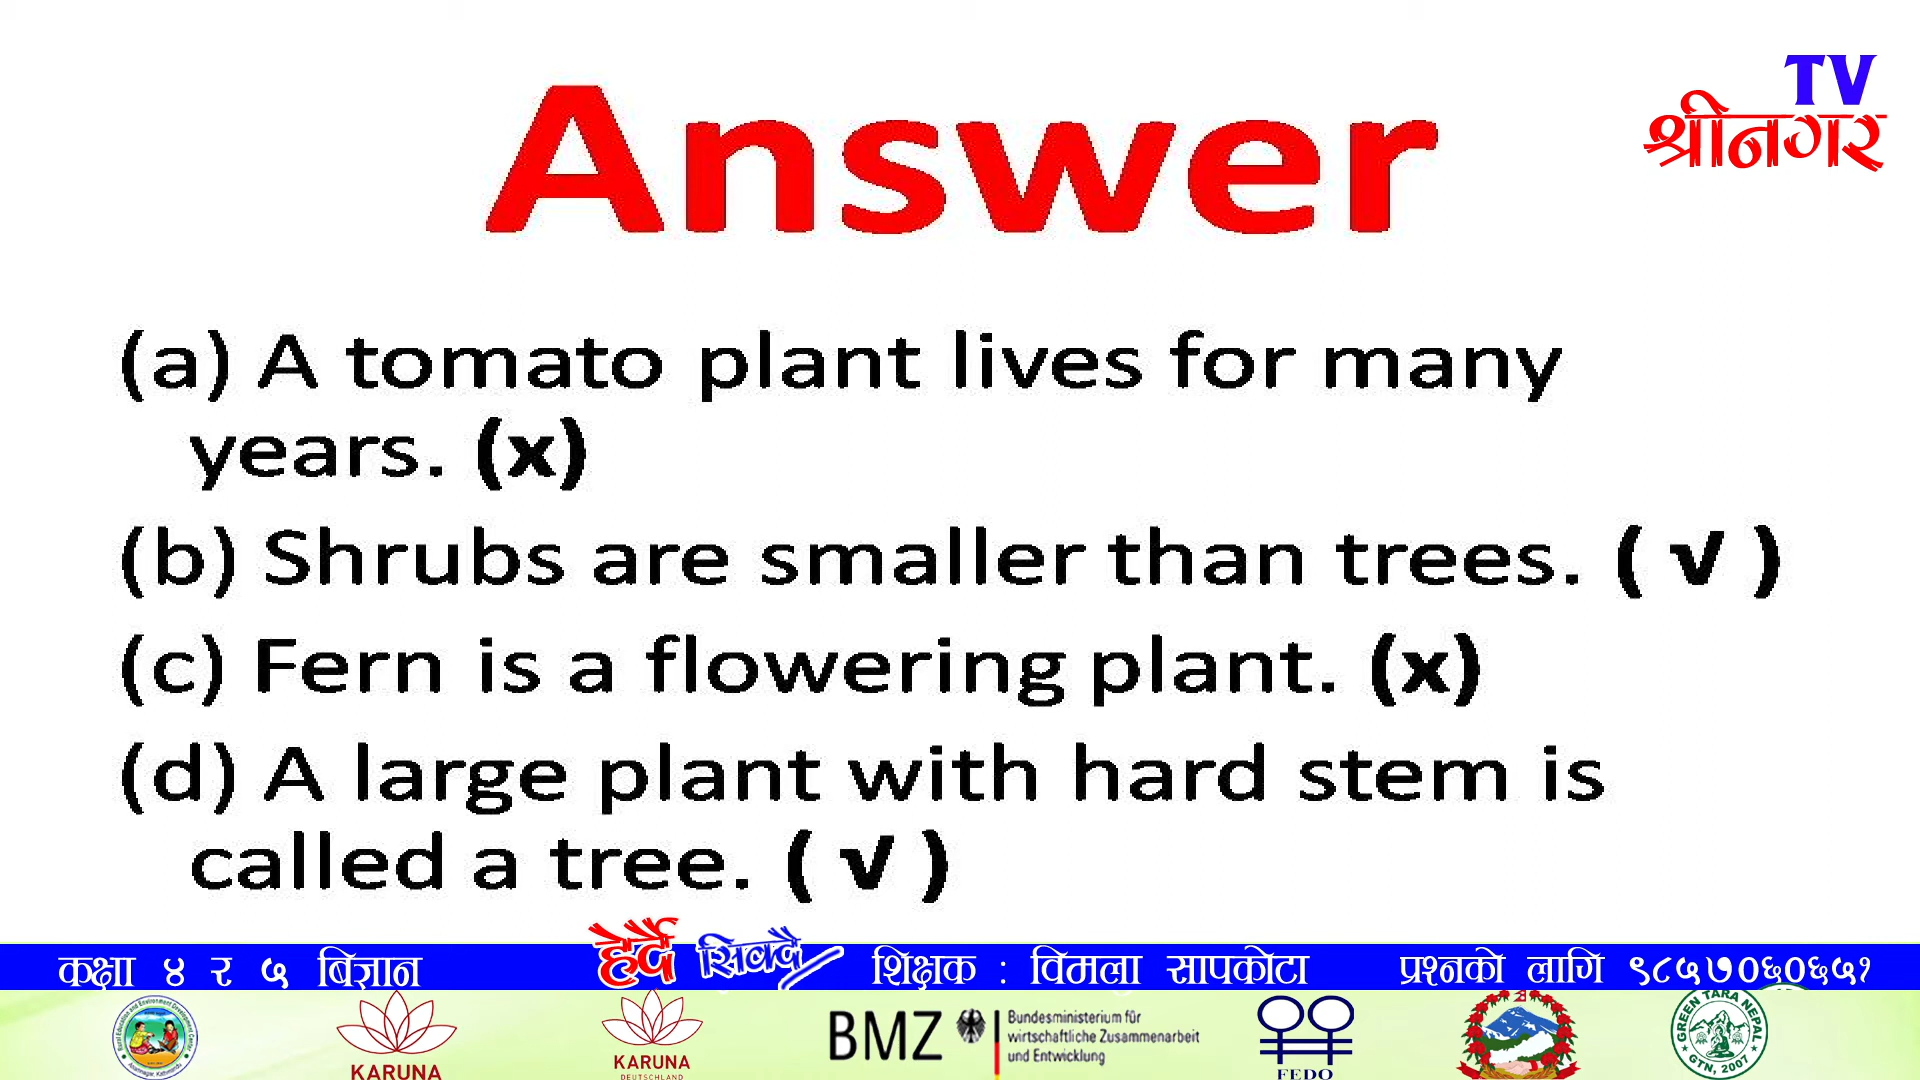 Answer
TV
श्रीनगर
(a) A tomato plant lives for many
years. (x)
(b) Shrubs are smaller than trees. ( √ )
(c) Fern is a flowering plant. (x)
(d) A large plant with hard stem is
called a tree. ( √ )
कक्षा ४ र ५ बिज्ञान
हेर्दै सिक्दै
शिक्षक : विमला सापकोटा
प्रश्नको लागि ९८५७०६०६५१
KARUNA
KARUNA
DEUTSCHLAND
BMZ
Bundesministerium für
wirtschaftliche Zusammenarbeit
und Entwicklung
FEDO
GREEN TARA NEPAL
GTN, 2007